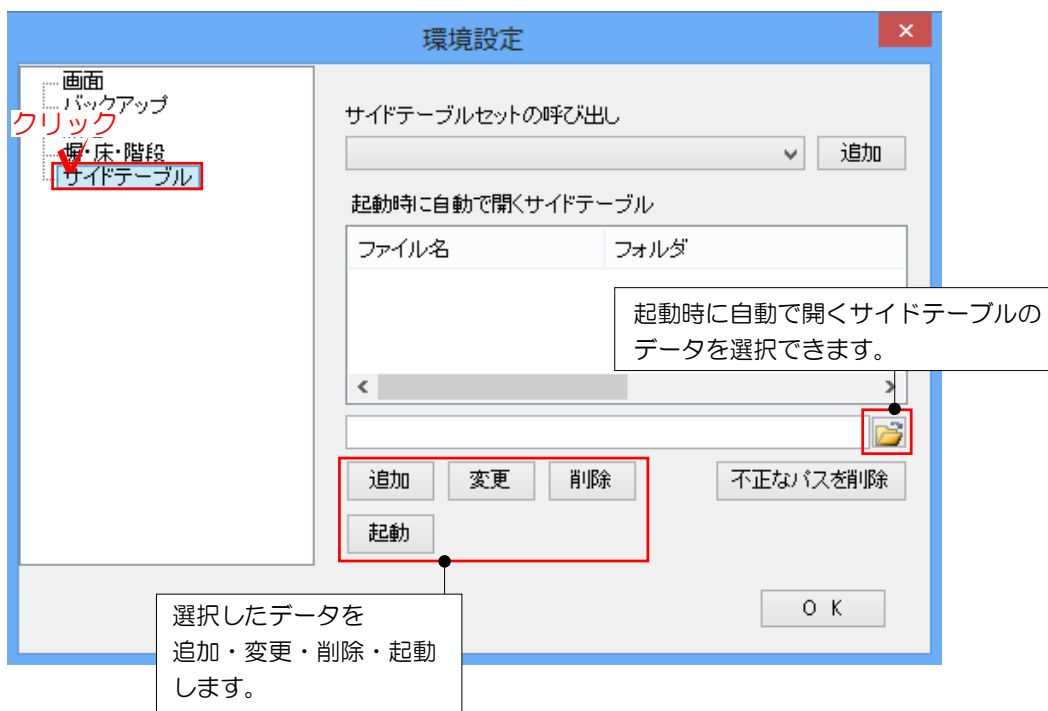 環境設定
画面
バックアップ
クリック
塀・床・階段
サイドテーブル
サイドテーブルセットの呼び出し
追加
起動時に自動で開くサイドテーブル
ファイル名 フォルダ
起動時に自動で開くサイドテーブルの
データを選択できます。
追加 変更 削除 不正なパスを削除
起動
選択したデータを
追加・変更・削除・起動
します。
ＯＫ